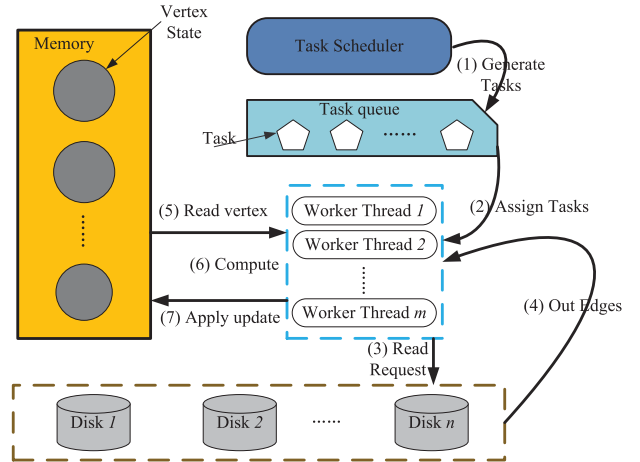 Vertex
State
Memory
Task Scheduler
(1) Generate
Tasks
Task queue
Task
......
(5) Read vertex
Worker Thread 1
(2) Assign Tasks
Worker Thread 2
(6) Compute
......
......
(7) Apply update
Worker Thread m
(4) Out Edges
(3) Read
Request
Disk 1
Disk 2
......
Disk n